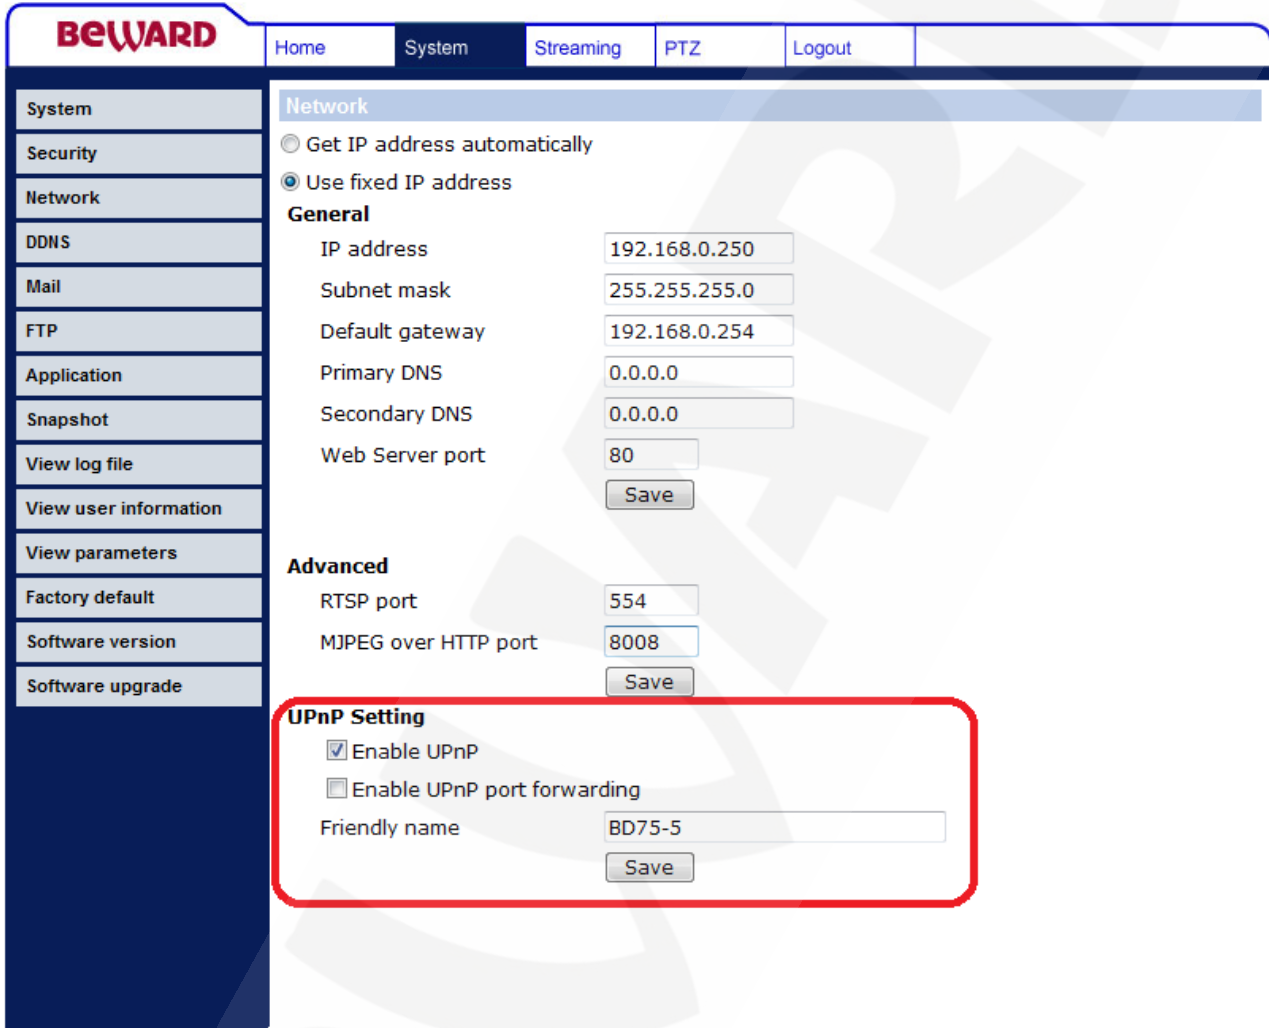 BEWARD
Home System Streaming PTZ Logout
System
Security
Network
DDNS
Mail
FTP
Application
Snapshot
View log file
View user information
View parameters
Factory default
Software version
Software upgrade
Network
Get IP address automatically
Use fixed IP address
General
IP address 192.168.0.250
Subnet mask 255.255.255.0
Default gateway 192.168.0.254
Primary DNS 0.0.0.0
Secondary DNS 0.0.0.0
Web Server port 80
Save
Advanced
RTSP port 554
MJPEG over HTTP port 8008
Save
UPnP Setting
Enable UPnP
Enable UPnP port forwarding
Friendly name BD75-5
Save